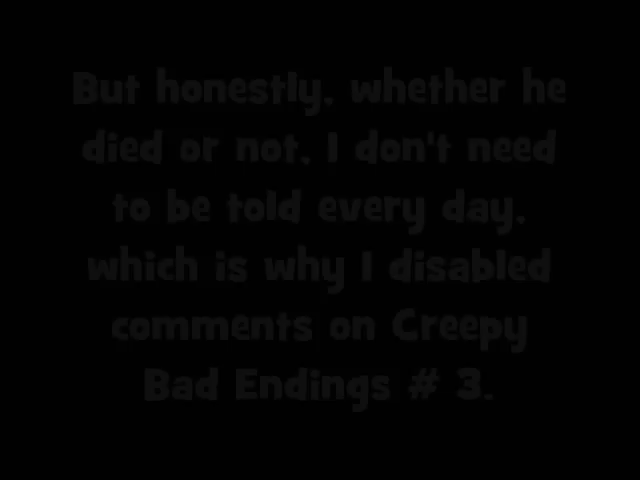 But honestly, whether he
died or not, I don't need
to be told every day,
which is why I disabled
comments on Creepy
Bad Endings # 3.